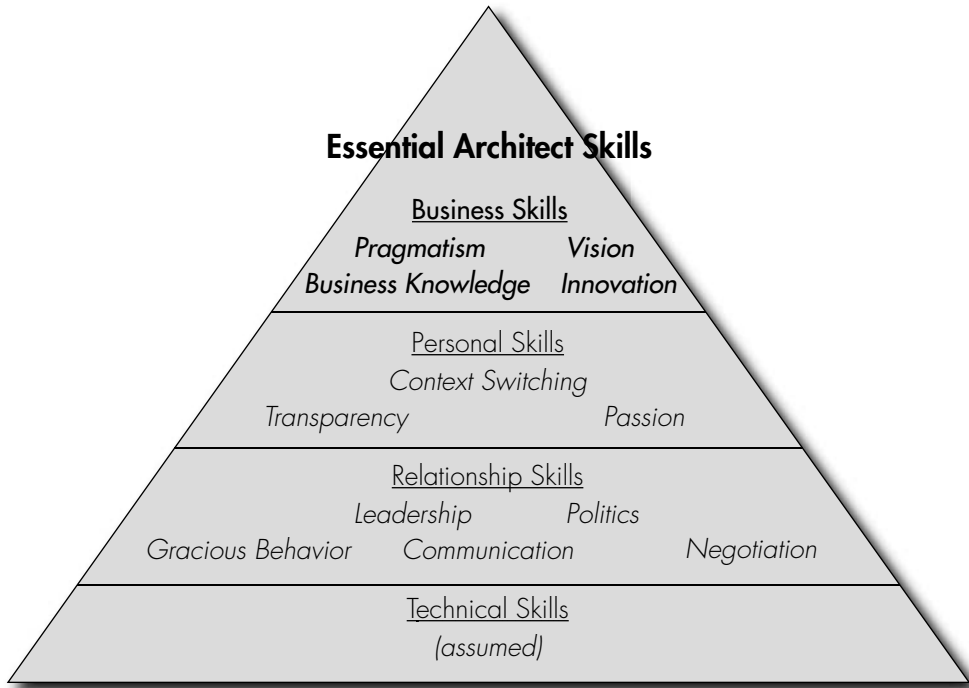 Essential Architect Skills
Business Skills
Pragmatism Vision
Business Knowledge Innovation
Personal Skills
Context Switching
Transparency Passion
Relationship Skills
Leadership Politics
Gracious Behavior Communication Negotiation
Technical Skills
(assumed)